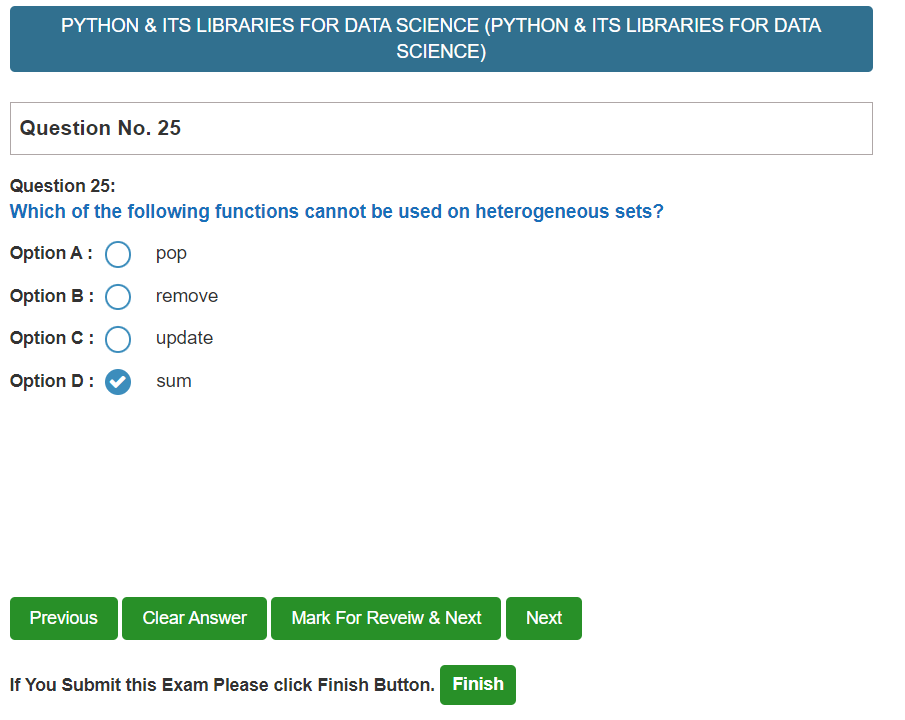 PYTHON & ITS LIBRARIES FOR DATA SCIENCE (PYTHON & ITS LIBRARIES FOR DATA
SCIENCE)
Question No. 25
Question 25:
Which of the following functions cannot be used on heterogeneous sets?
Option A : pop
Option B : remove
Option C : update
Option D : sum
Previous Clear Answer Mark For Reveiw & Next Next
If You Submit this Exam Please click Finish Button. Finish